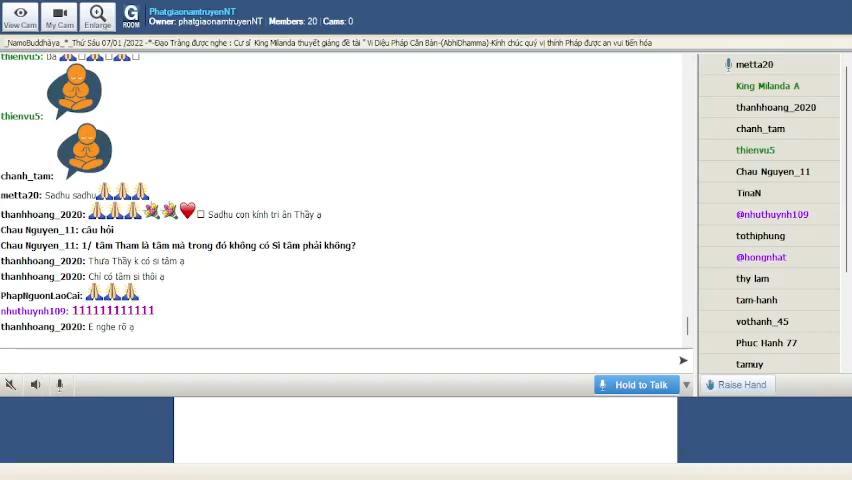 PhatgiaonamtruyenNT
Owner: phatgiaonamtruyenNT | Members: 20 | Cams: 0
View Cam
My Cam
Enlarge
G
ROOM
_NamoBuddhàya_*_Thứ Sáu 07/01 /2022 -*-Đạo Tràng được nghe : Cư sĩ King Milanda thuyết giảng đề tài " Vi Diệu Pháp Căn Bản-(AbhiDhamma)-Kính chúc quý vị thính Pháp được an vui tiến hóa
thienvu5: Dạ
thienvu5:
chanh_tam:
metta20: Sadhu sadhu
thanhhoang_2020: Sadhu con kính tri ân Thầy ạ
Chau Nguyen_11: câu hỏi
Chau Nguyen_11: 1/ tâm Tham là tâm mà trong đó không có Si tâm phải không?
thanhhoang_2020: Thưa Thầy k có si tâm ạ
thanhhoang_2020: Chỉ có tâm si thôi ạ
PhapNguonLaoCai:
nhuthuynh109: 111111111111
thanhhoang_2020: E nghe rõ ạ
metta20
King Milanda A
thanhhoang_2020
chanh_tam
thienvu5
Chau Nguyen_11
TinaN
@nhuthuynh109
tothiphung
@hongnhat
thy lam
tam-hanh
vothanh_45
Phuc Hanh 77
tamuy
Hold to Talk
Raise Hand